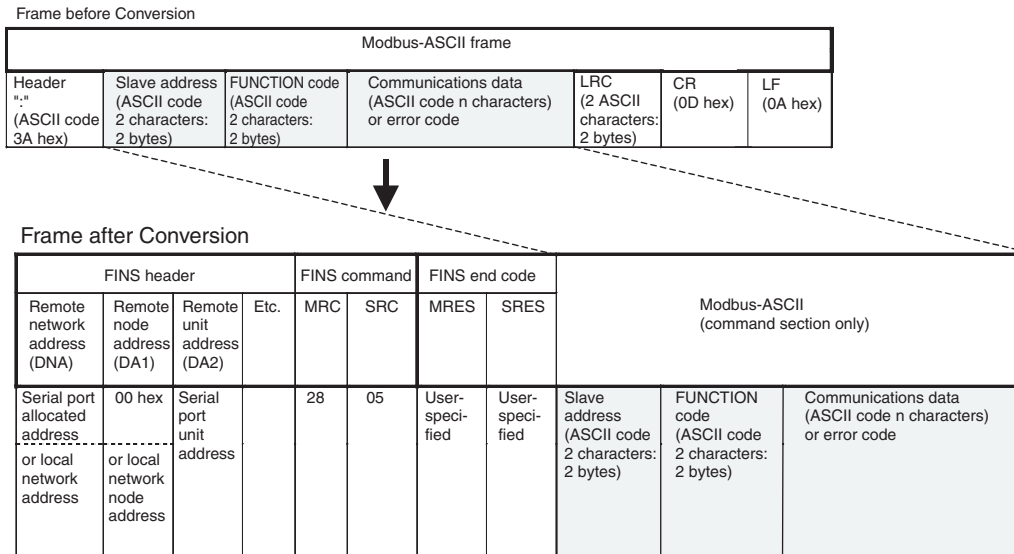 Frame before Conversion
Modbus-ASCII frame
Header
":"
(ASCII code
3A hex)
Slave address
(ASCII code
2 characters:
2 bytes)
FUNCTION code
(ASCII code
2 characters:
2 bytes)
Communications data
(ASCII code n characters)
or error code
LRC
(2 ASCII
characters:
2 bytes)
CR
(0D hex)
LF
(0A hex)
Frame after Conversion
FINS header
FINS command
FINS end code
Modbus-ASCII
(command section only)
Remote
network
address
(DNA)
Remote
node
address
(DA1)
Remote
unit
address
(DA2)
Etc.
MRC
SRC
MRES
SRES
Serial port
allocated
address
or local
network
address
00 hex
or local
network
node
address
Serial
port
unit
address
28
05
User-
speci-
fied
User-
speci-
fied
Slave
address
(ASCII code
2 characters:
2 bytes)
FUNCTION
code
(ASCII code
2 characters:
2 bytes)
Communications data
(ASCII code n characters)
or error code